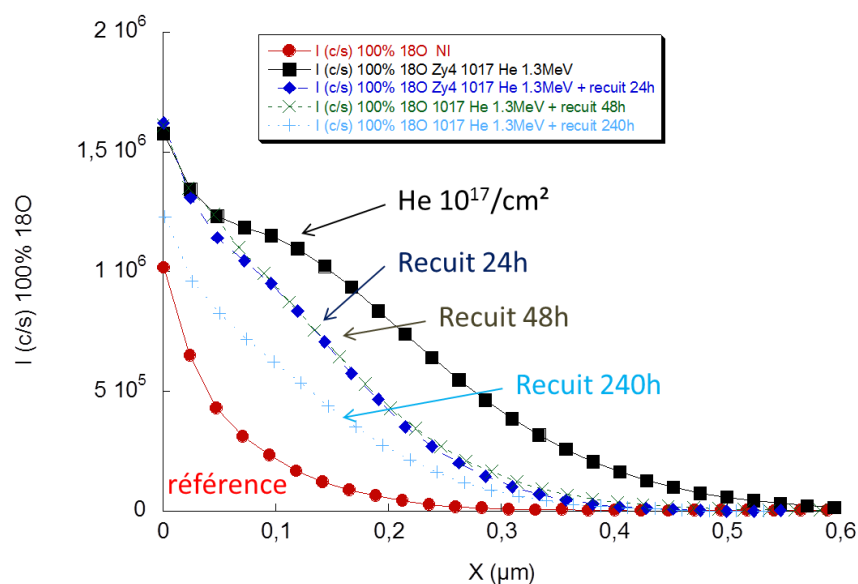 2 10⁶
I (c/s) 100% 18O NI
I (c/s) 100% 18O Zy4 1017 He 1.3MeV
I (c/s) 100% 18O Zy4 1017 He 1.3MeV + recuit 24h
I (c/s) 100% 18O 1017 He 1.3MeV + recuit 48h
I (c/s) 100% 18O 1017 He 1.3MeV + recuit 240h
1,5 10⁶
He 10¹⁷/cm²
I (c/s) 100% 18O
1 10⁶
Recuit 24h
Recuit 48h
5 10⁵
Recuit 240h
référence
0
0 0,1 0,2 0,3 0,4 0,5 0,6
X (µm)